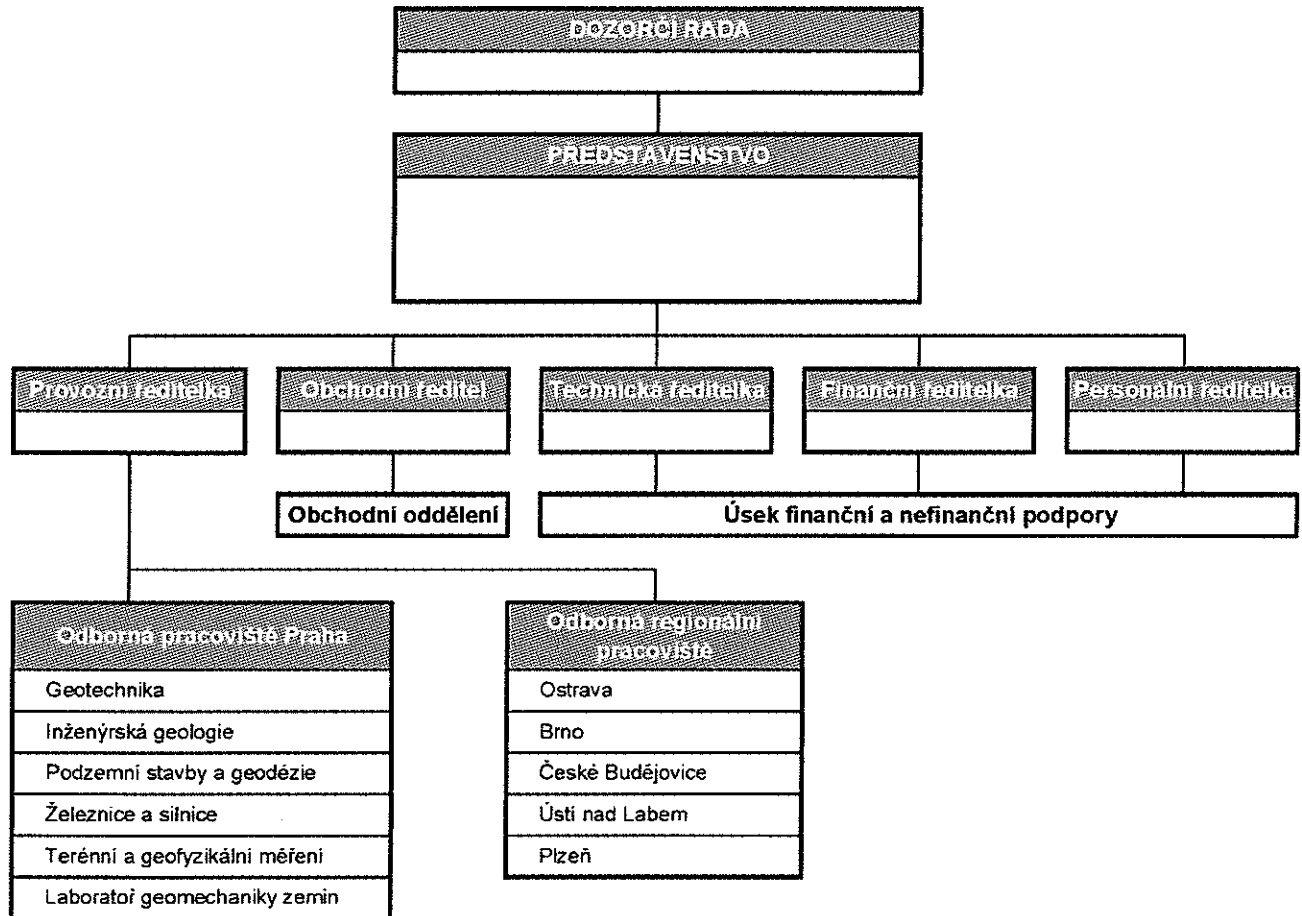 DOZORČÍ RADA
PŘEDSTAVENSTVO
Provozní ředitelka
Obchodní ředitel
Technická ředitelka
Finanční ředitelka
Personální ředitelka
Obchodní oddělení
Úsek finanční a nefinanční podpory
Odborná pracoviště Praha
Geotechnika
Inženýrská geologie
Podzemní stavby a geodézie
Železnice a silnice
Terénní a geofyzikální měření
Laboratoř geomechaniky zemin
Odborná regionální
pracoviště
Ostrava
Brno
České Budějovice
Ústí nad Labem
Plzeň